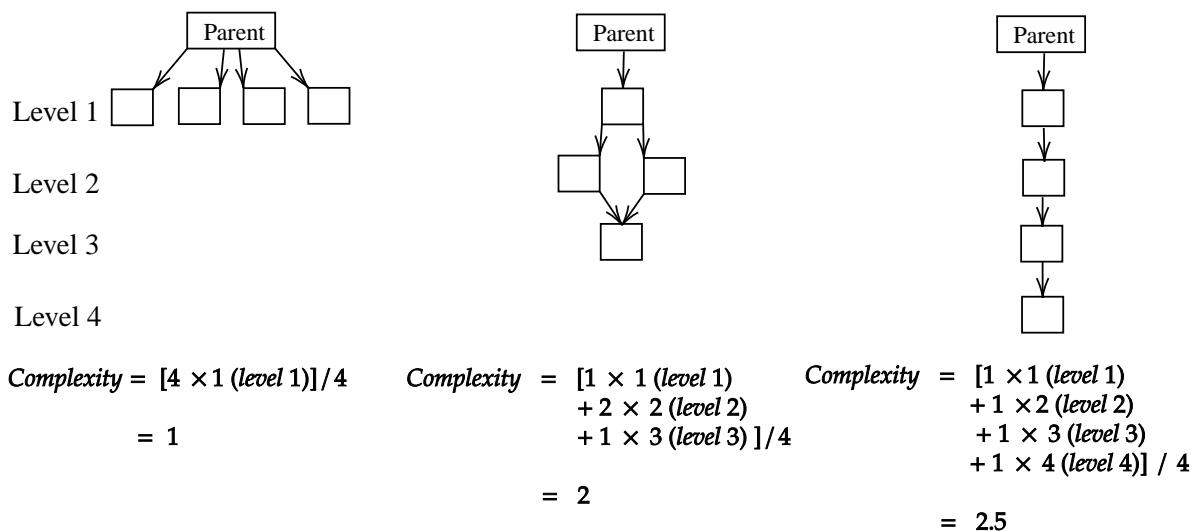 Parent
Parent
Parent
Level 1
Level 2
Level 3
Level 4
Complexity = [4 × 1 (level 1)]/4
= 1
Complexity = [1 × 1 (level 1)
+ 2 × 2 (level 2)
+ 1 × 3 (level 3) ]/4
= 2
Complexity = [1 × 1 (level 1)
+ 1 × 2 (level 2)
+ 1 × 3 (level 3)
+ 1 × 4 (level 4)] / 4
= 2.5